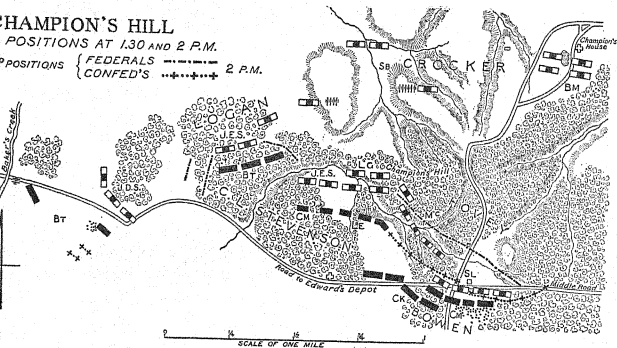 CHAMPION'S HILL
POSITIONS AT 1.30 AND 2 P.M.
POSITIONS { FEDERALS
CONFED'S 2 P.M.
Champion's House
CROCKER
SB
BM
LOGAN
J.E.S.
BT
Baker's Creek
J.D.S.
BT
J.E.S.
L
Champion's Hill
CM
STEVENSON
LE
M
SL
Road to Edward's Depot
Middle Road
CK
BOWEN
SCALE OF ONE MILE